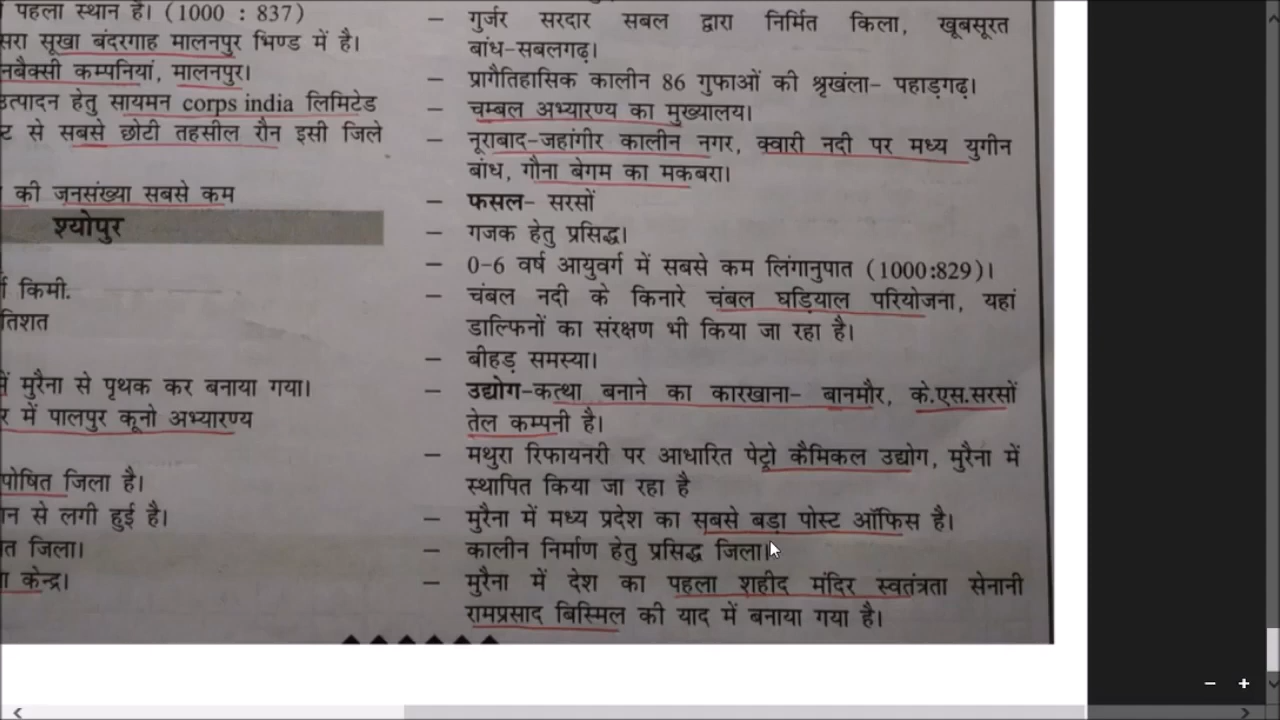 पहला स्थान है। (1000 : 837)
सरा सूखा बंदरगाह मालनपुर भिण्ड में है।
नबैक्सी कम्पनियां, मालनपुर।
उत्पादन हेतु सायमन corps india लिमिटेड
ट से सबसे छोटी तहसील रौन इसी जिले
की जनसंख्या सबसे कम
श्योपुर
किमी.
तिशत
में मुरैना से पृथक कर बनाया गया।
र में पालपुर कूनो अभ्यारण्य
पोषित जिला है।
ान से लगी हुई है।
त जिला।
ा केन्द्र।
– गुर्जर सरदार सबल द्वारा निर्मित किला, खूबसूरत
बांध-सबलगढ़।
– प्रागैतिहासिक कालीन 86 गुफाओं की श्रृखंला- पहाड़गढ़।
– चम्बल अभ्यारण्य का मुख्यालय।
– नूराबाद-जहांगीर कालीन नगर, क्वारी नदी पर मध्य युगीन
बांध, गौना बेगम का मकबरा।
– फसल- सरसों
– गजक हेतु प्रसिद्ध।
– 0-6 वर्ष आयुवर्ग में सबसे कम लिंगानुपात (1000:829)।
– चंबल नदी के किनारे चंबल घड़ियाल परियोजना, यहां
डाल्फिनों का संरक्षण भी किया जा रहा है।
– बीहड़ समस्या।
– उद्योग-कत्था बनाने का कारखाना- बानमौर, के.एस.सरसों
तेल कम्पनी है।
– मथुरा रिफायनरी पर आधारित पेट्रो कैमिकल उद्योग, मुरैना में
स्थापित किया जा रहा है
– मुरैना में मध्य प्रदेश का सबसे बड़ा पोस्ट ऑफिस है।
– कालीन निर्माण हेतु प्रसिद्ध जिला।
– मुरैना में देश का पहला शहीद मंदिर स्वतंत्रता सेनानी
रामप्रसाद बिस्मिल की याद में बनाया गया है।